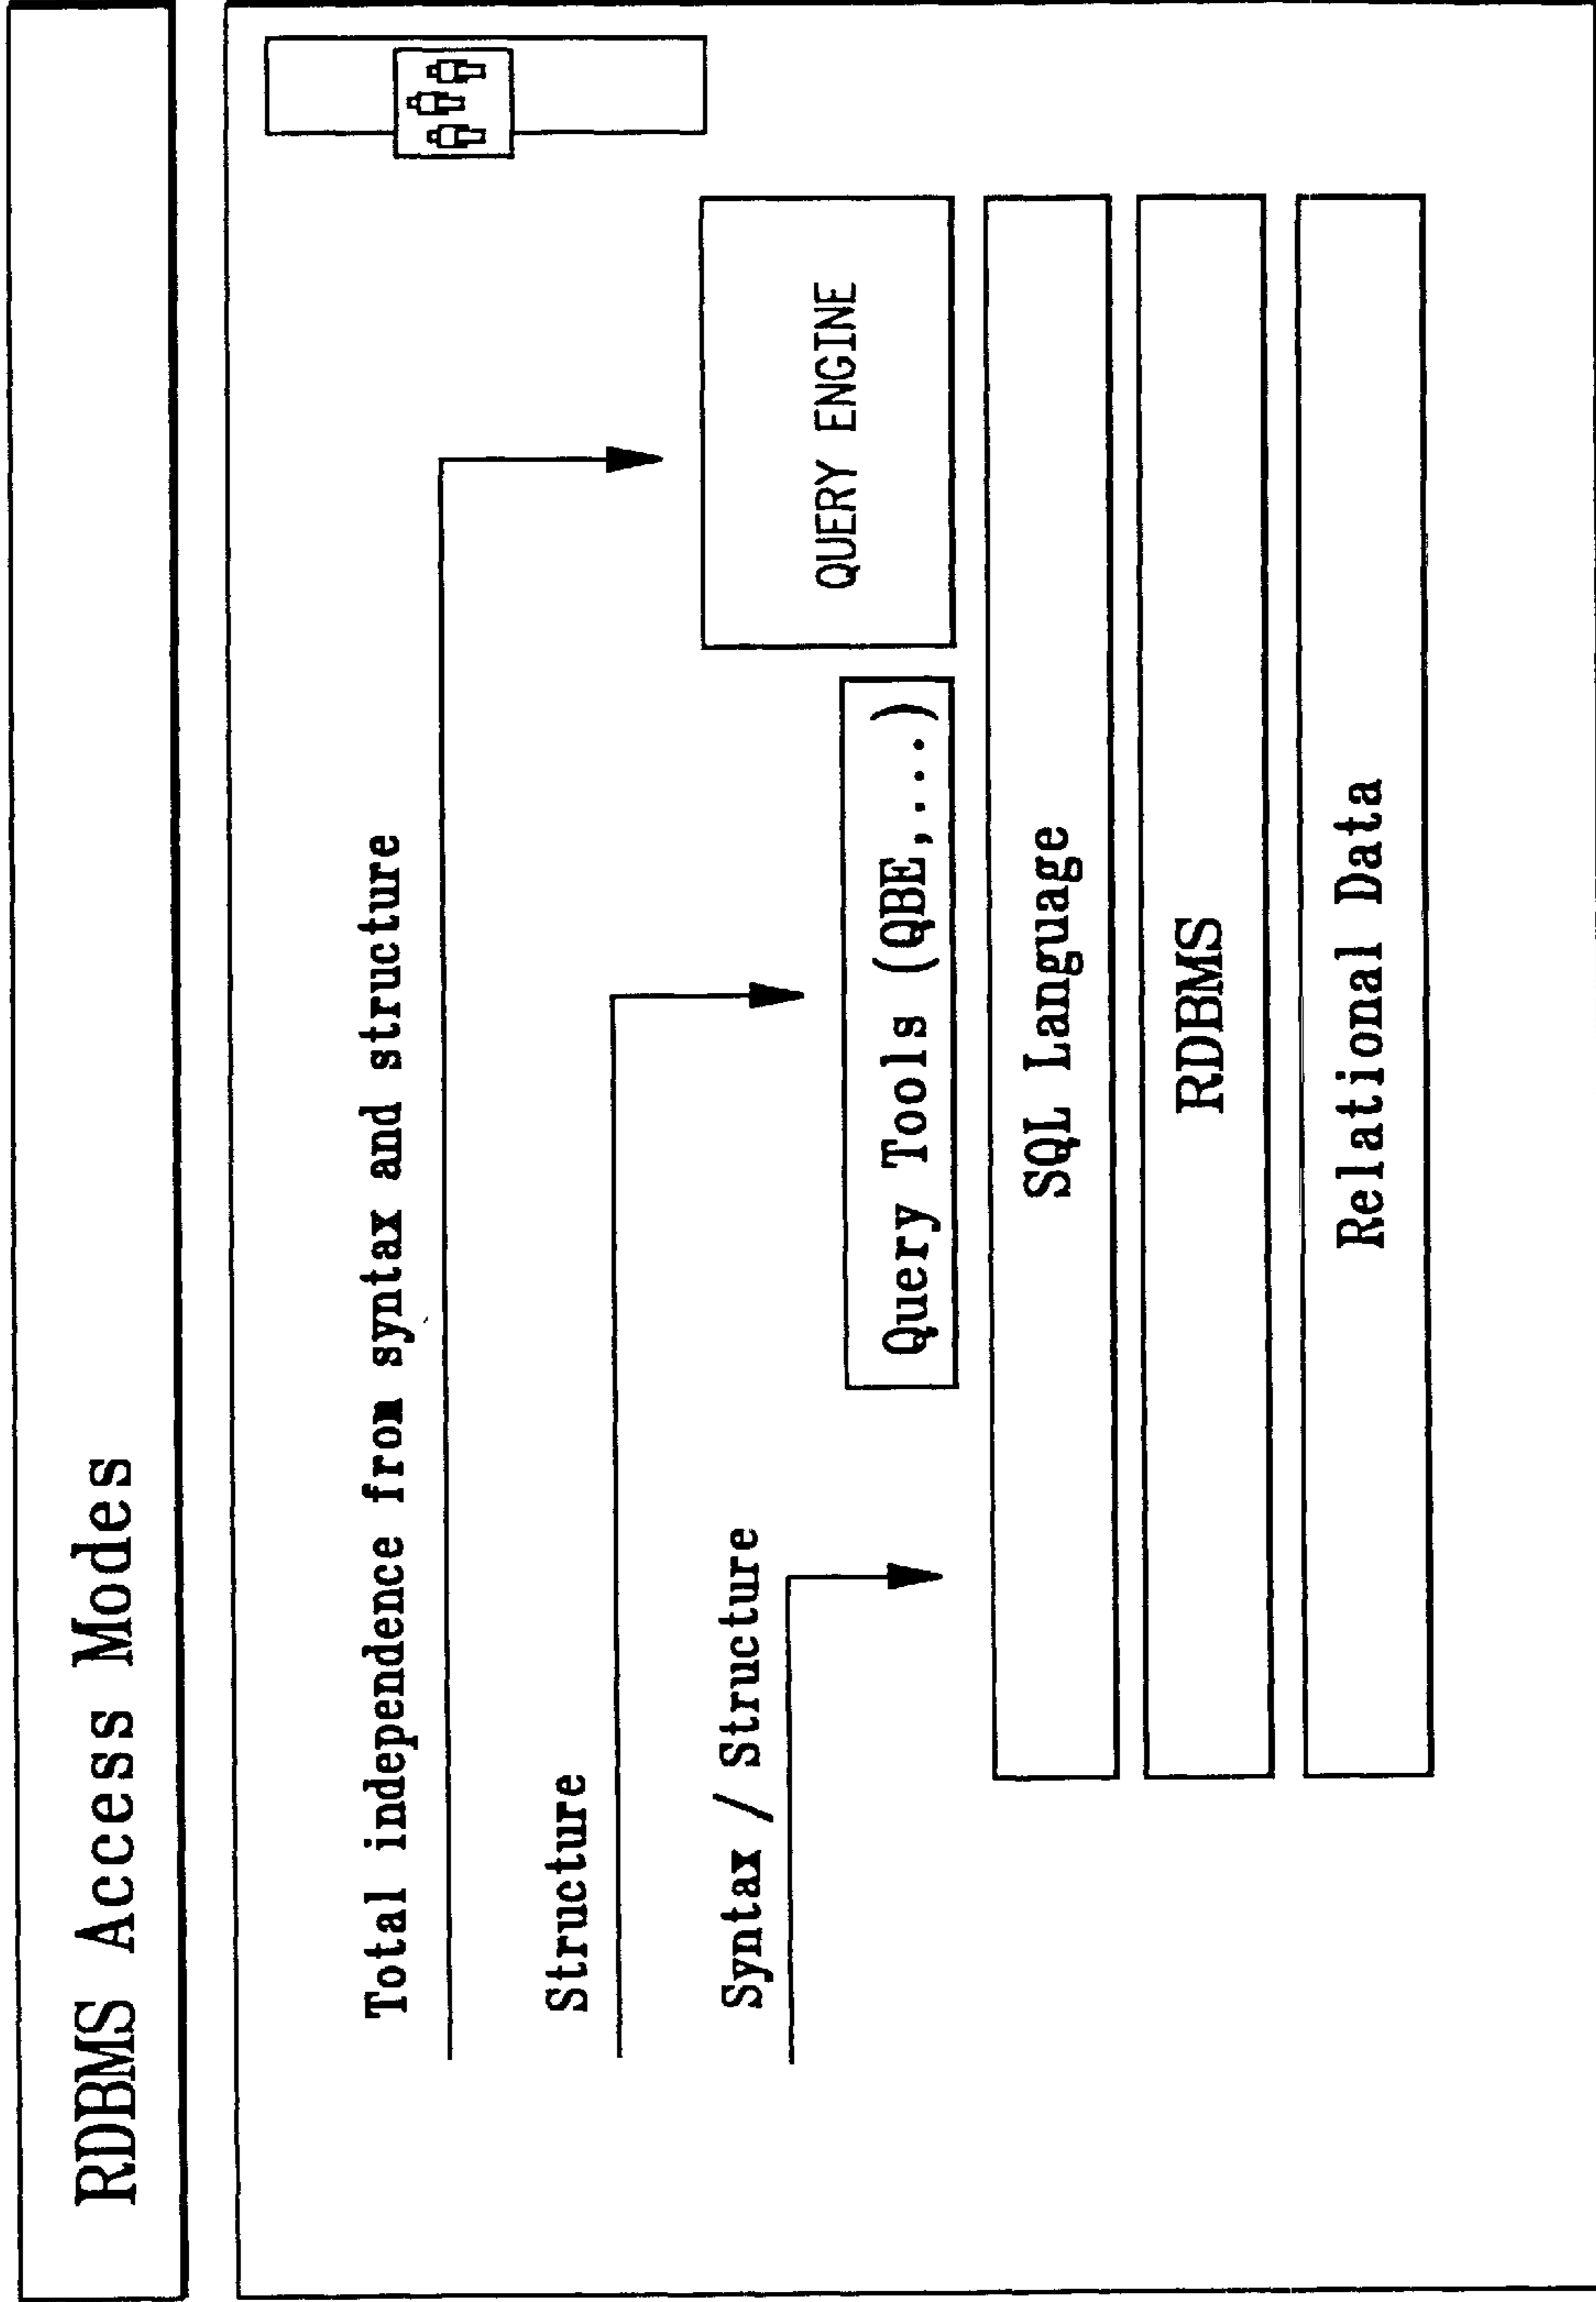 RDBMS Access Modes
Total independence from syntax and structure
Structure
Syntax / Structure
QUERY ENGINE
Query Tools (QBE,...)
SQL Language
RDBMS
Relational Data